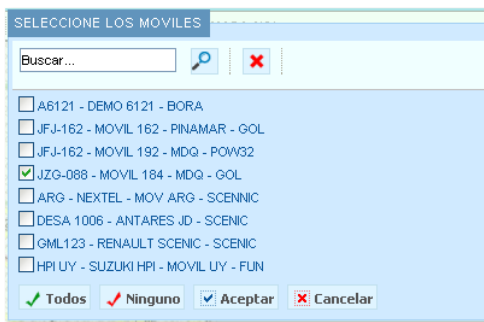 SELECCIONE LOS MOVILES
Buscar...
A6121 - DEMO 6121 - BORA
JFJ-162 - MOVIL 162 - PINAMAR - GOL
JFJ-162 - MOVIL 192 - MDQ - POW32
JZG-088 - MOVIL 184 - MDQ - GOL
ARG - NEXTEL - MOV ARG - SCENNIC
DESA 1006 - ANTARES JD - SCENIC
GML123 - RENAULT SCENIC - SCENIC
HPI UY - SUZUKI HPI - MOVIL UY - FUN
Todos Ninguno Aceptar Cancelar